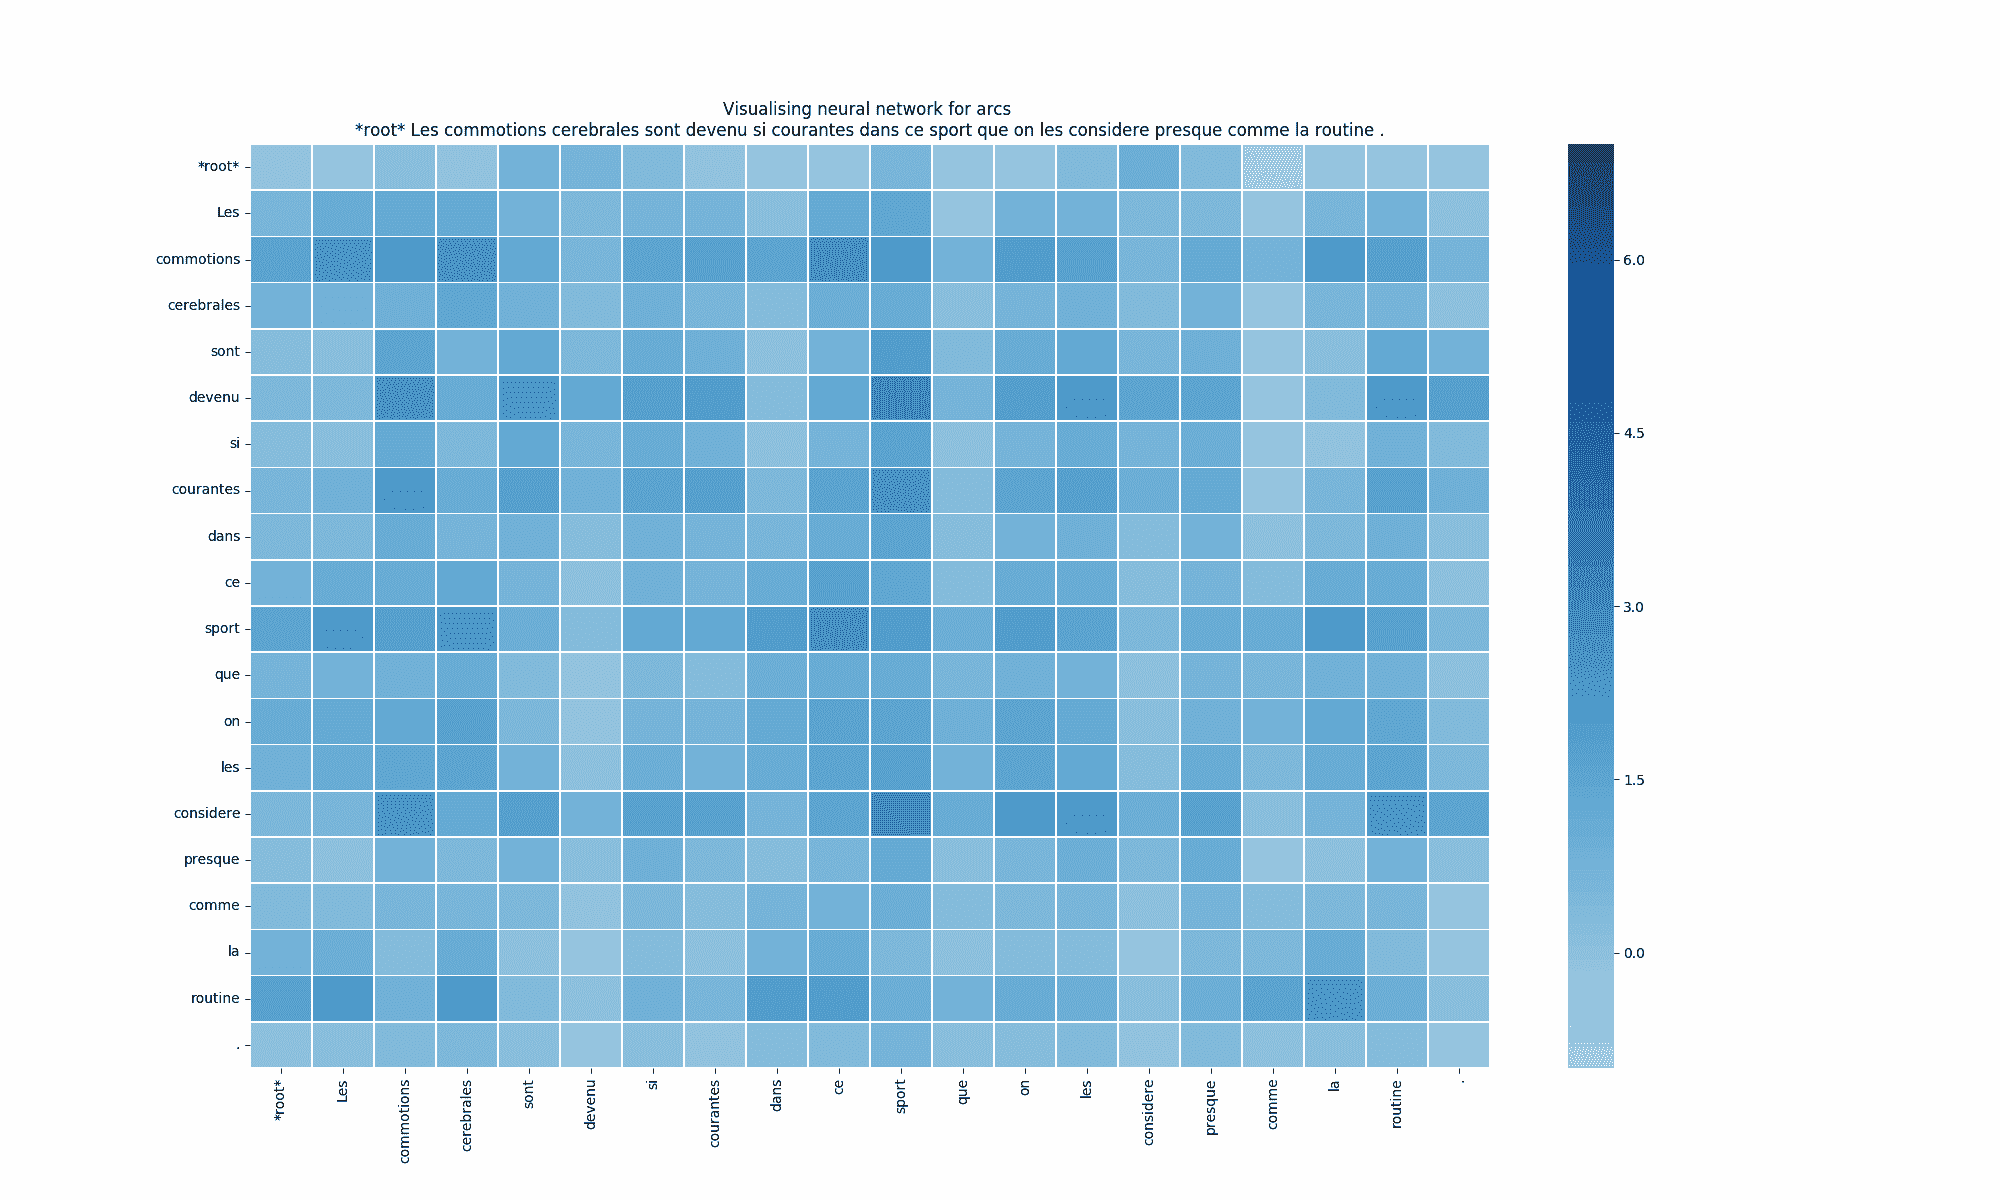 Visualising neural network for arcs
*root* Les commotions cerebrales sont devenu si courantes dans ce sport que on les considere presque comme la routine .
*root*
Les
commotions
cerebrales
sont
devenu
si
courantes
dans
ce
sport
que
on
les
considere
presque
comme
la
routine
.
6.0
4.5
3.0
1.5
0.0
*root*
Les
commotions
cerebrales
sont
devenu
si
courantes
dans
ce
sport
que
on
les
considere
presque
comme
la
routine
.